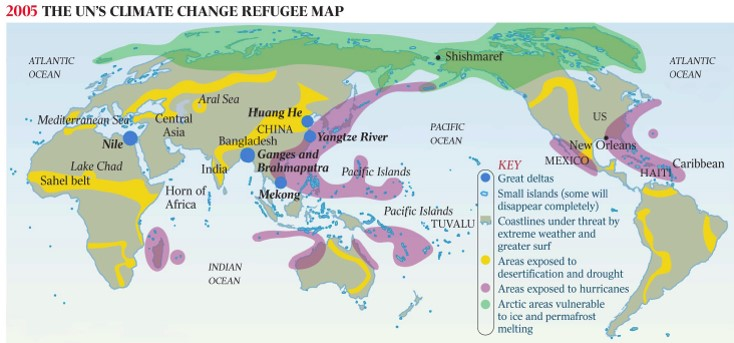 2005 THE UN'S CLIMATE CHANGE REFUGEE MAP
ATLANTIC
OCEAN
Shishmaref
ATLANTIC
OCEAN
Aral Sea
Mediterranean Sea
Central
Asia
Huang He
CHINA
Nile
Bangladesh
Yangtze River
PACIFIC
OCEAN
US
New Orleans
Lake Chad
Sahel belt
India
Ganges and
Brahmaputra
Pacific Islands
MEXICO
HAITI
Caribbean
Horn of
Africa
Mekong
Pacific Islands
TUVALU
INDIAN
OCEAN
KEY
Great deltas
Small islands (some will
disappear completely)
Coastlines under threat by
extreme weather and
greater surf
Areas exposed to
desertification and drought
Areas exposed to hurricanes
Arctic areas vulnerable
to ice and permafrost
melting